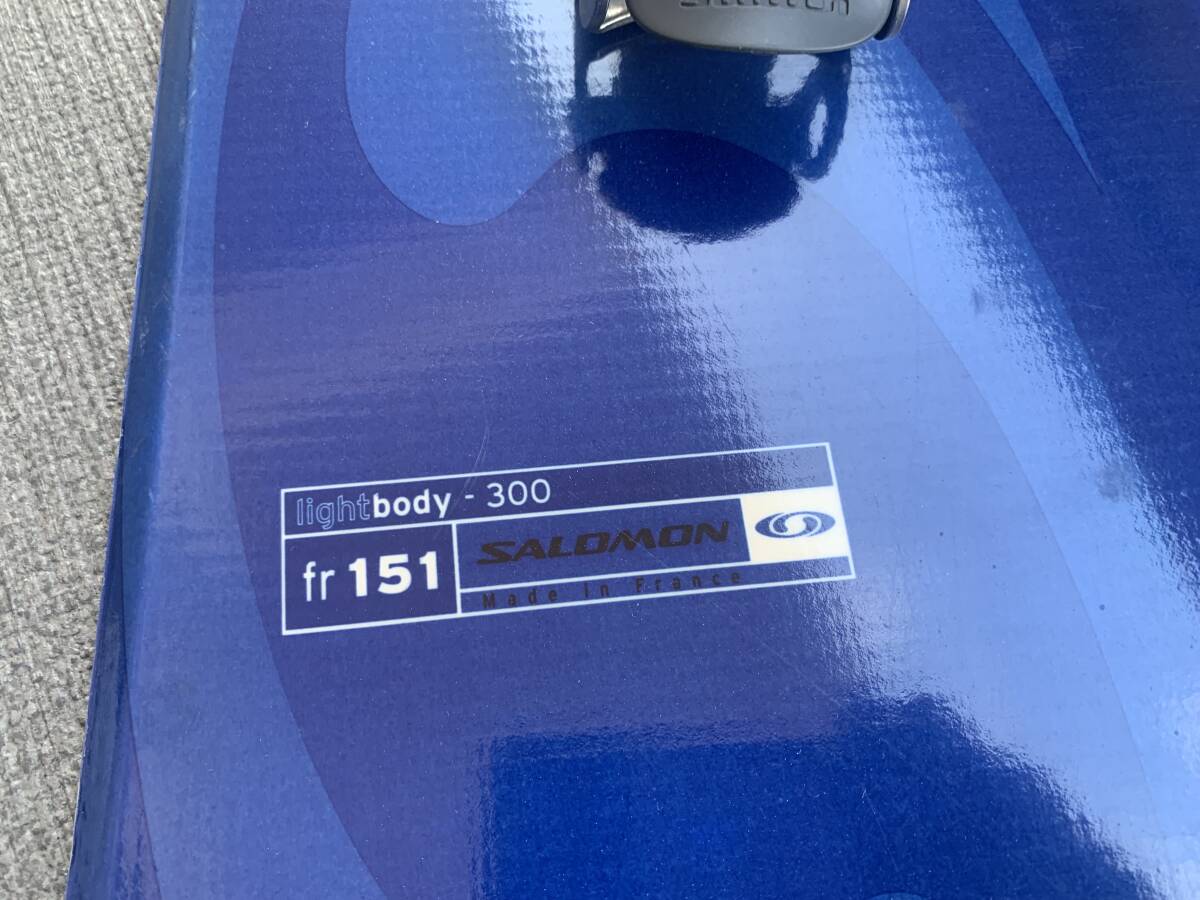 lightbody - 300
fr 151
SALOMON
Made in France